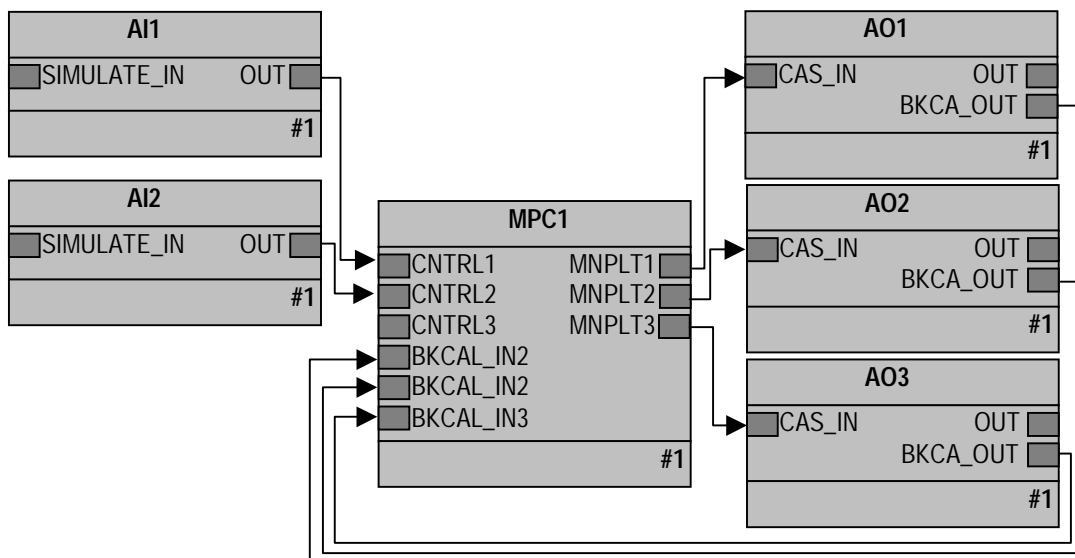 AI1
SIMULATE_IN OUT
#1
AI2
SIMULATE_IN OUT
#1
MPC1
CNTRL1 MNPLT1
CNTRL2 MNPLT2
CNTRL3 MNPLT3
BKCAL_IN2
BKCAL_IN2
BKCAL_IN3
#1
AO1
CAS_IN OUT
BKCA_OUT
#1
AO2
CAS_IN OUT
BKCA_OUT
#1
AO3
CAS_IN OUT
BKCA_OUT
#1